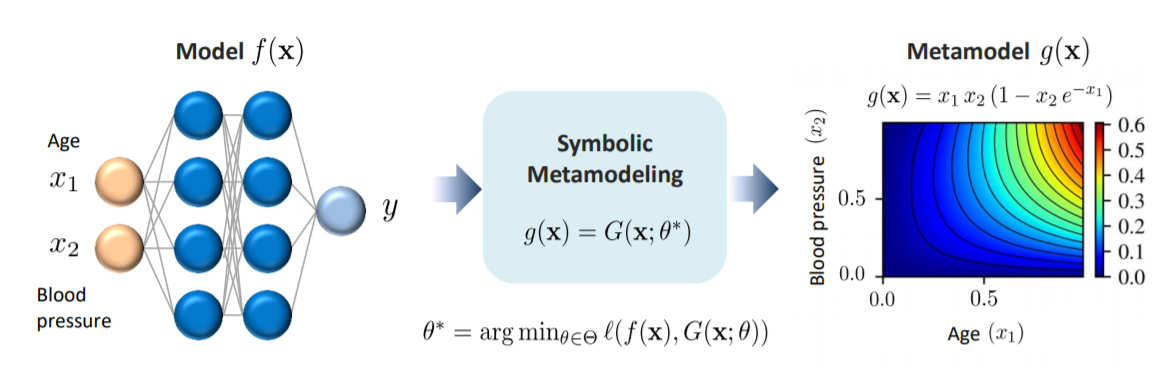 Model f(x)
Age
x₁
x₂
Blood
pressure
y
Symbolic
Metamodeling
g(x) = G(x; θ*)
θ* = arg min_{θ∈Θ} ℓ(f(x), G(x; θ))
Metamodel g(x)
g(x) = x₁ x₂ (1 − x₂ e^{−x₁})
Blood pressure (x₂)
0.5
0.0
0.0
0.5
Age (x₁)
0.6
0.5
0.4
0.3
0.2
0.1
0.0